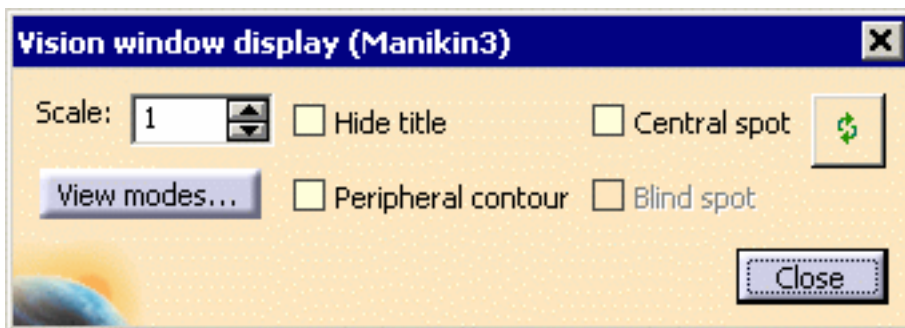 Vision window display (Manikin3)
Scale: 1 Hide title Central spot
View modes... Peripheral contour Blind spot
Close